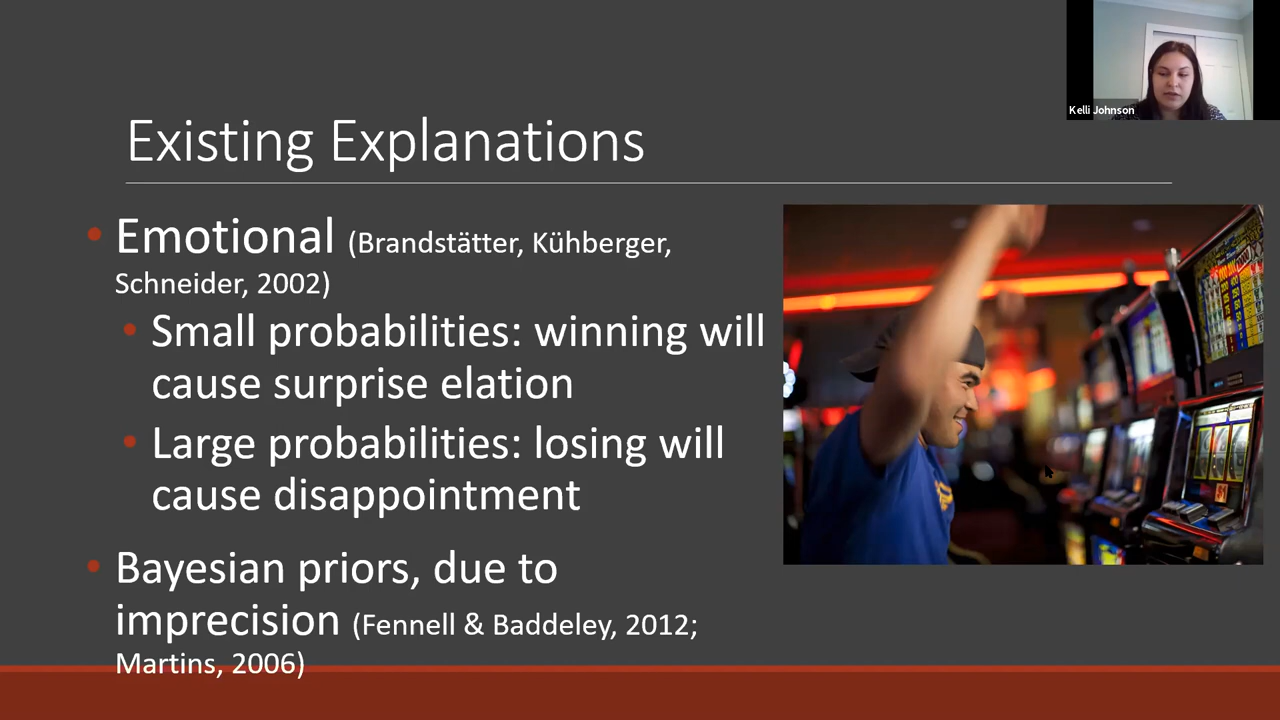 Kelli Johnson
Existing Explanations
Emotional (Brandstätter, Kühberger,
Schneider, 2002)
Small probabilities: winning will
cause surprise elation
Large probabilities: losing will
cause disappointment
Bayesian priors, due to
imprecision (Fennell & Baddeley, 2012;
Martins, 2006)